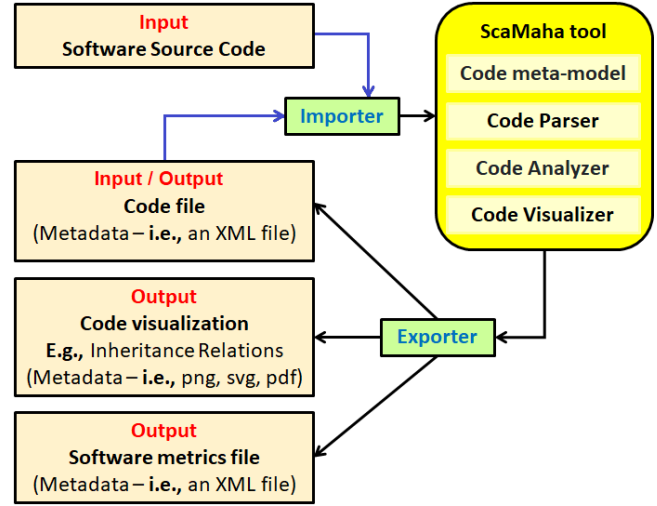 Input
Software Source Code
ScaMaha tool
Code meta-model
Code Parser
Code Analyzer
Code Visualizer
Importer
Input / Output
Code file
(Metadata – i.e., an XML file)
Output
Code visualization
E.g., Inheritance Relations
(Metadata – i.e., png, svg, pdf)
Exporter
Output
Software metrics file
(Metadata – i.e., an XML file)